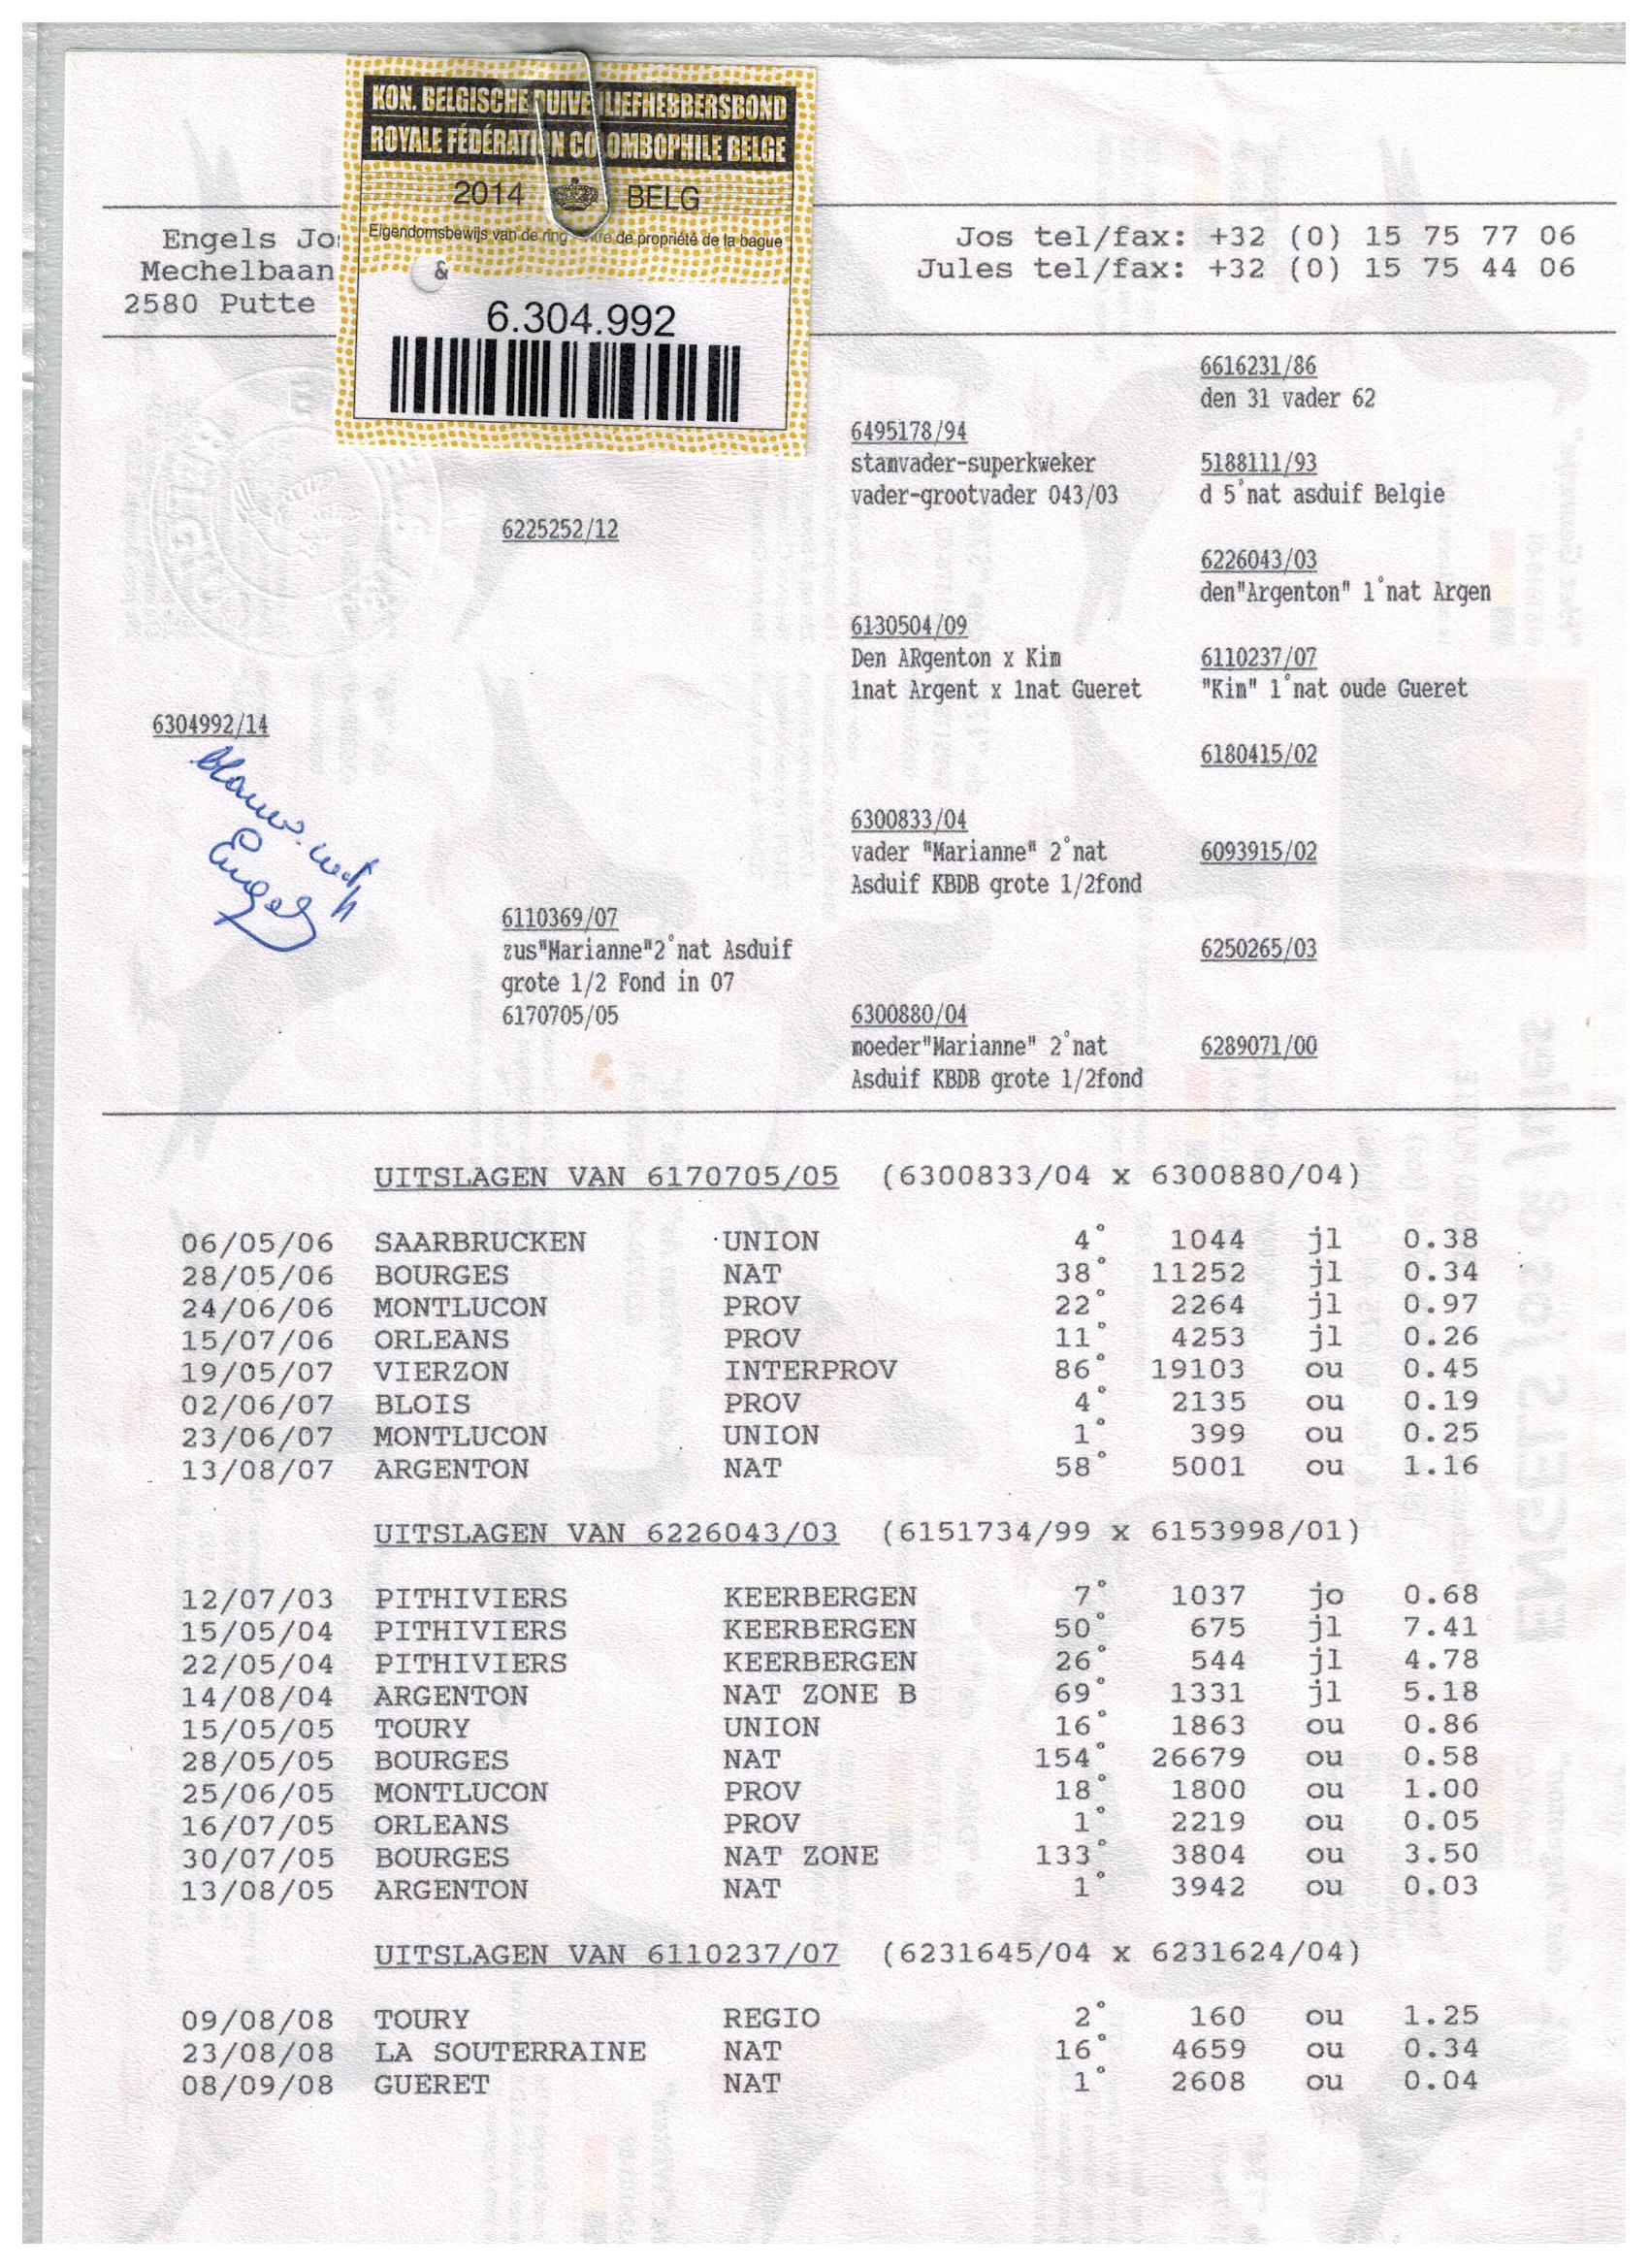 KON. BELGISCHE DUIVENLIEFHEBBERSBOND
ROYALE FÉDÉRATION COLOMBOPHILE BELGE
2014 BELG
Eigendomsbewijs van de ring - Titre de propriété de la bague
&
6.304.992
Engels Jo
Mechelbaan
2580 Putte
Jos tel/fax: +32 (0) 15 75 77 06
Jules tel/fax: +32 (0) 15 75 44 06
6616231/86
den 31 vader 62
6495178/94
stamvader-superkweker
vader-grootvader 043/03
5188111/93
d 5°nat asduif Belgie
6225252/12
6226043/03
den"Argenton" 1°nat Argen
6130504/09
Den ARgenton x Kim
1nat Argent x 1nat Gueret
6110237/07
"Kim" 1°nat oude Gueret
6304992/14
Engels
6180415/02
6300833/04
vader "Marianne" 2°nat
Asduif KBDB grote 1/2fond
6093915/02
6110369/07
zus"Marianne"2°nat Asduif
grote 1/2 Fond in 07
6170705/05
6250265/03
6300880/04
moeder"Marianne" 2°nat
Asduif KBDB grote 1/2fond
6289071/00
UITSLAGEN VAN 6170705/05 (6300833/04 x 6300880/04)
06/05/06 SAARBRUCKEN UNION 4° 1044 jl 0.38
28/05/06 BOURGES NAT 38° 11252 jl 0.34
24/06/06 MONTLUCON PROV 22° 2264 jl 0.97
15/07/06 ORLEANS PROV 11° 4253 jl 0.26
19/05/07 VIERZON INTERPROV 86° 19103 ou 0.45
02/06/07 BLOIS PROV 4° 2135 ou 0.19
23/06/07 MONTLUCON UNION 1° 399 ou 0.25
13/08/07 ARGENTON NAT 58° 5001 ou 1.16
UITSLAGEN VAN 6226043/03 (6151734/99 x 6153998/01)
12/07/03 PITHIVIERS KEERBERGEN 7° 1037 jo 0.68
15/05/04 PITHIVIERS KEERBERGEN 50° 675 jl 7.41
22/05/04 PITHIVIERS KEERBERGEN 26° 544 jl 4.78
14/08/04 ARGENTON NAT ZONE B 69° 1331 jl 5.18
15/05/05 TOURY UNION 16° 1863 ou 0.86
28/05/05 BOURGES NAT 154° 26679 ou 0.58
25/06/05 MONTLUCON PROV 18° 1800 ou 1.00
16/07/05 ORLEANS PROV 1° 2219 ou 0.05
30/07/05 BOURGES NAT ZONE 133° 3804 ou 3.50
13/08/05 ARGENTON NAT 1° 3942 ou 0.03
UITSLAGEN VAN 6110237/07 (6231645/04 x 6231624/04)
09/08/08 TOURY REGIO 2° 160 ou 1.25
23/08/08 LA SOUTERRAINE NAT 16° 4659 ou 0.34
08/09/08 GUERET NAT 1° 2608 ou 0.04